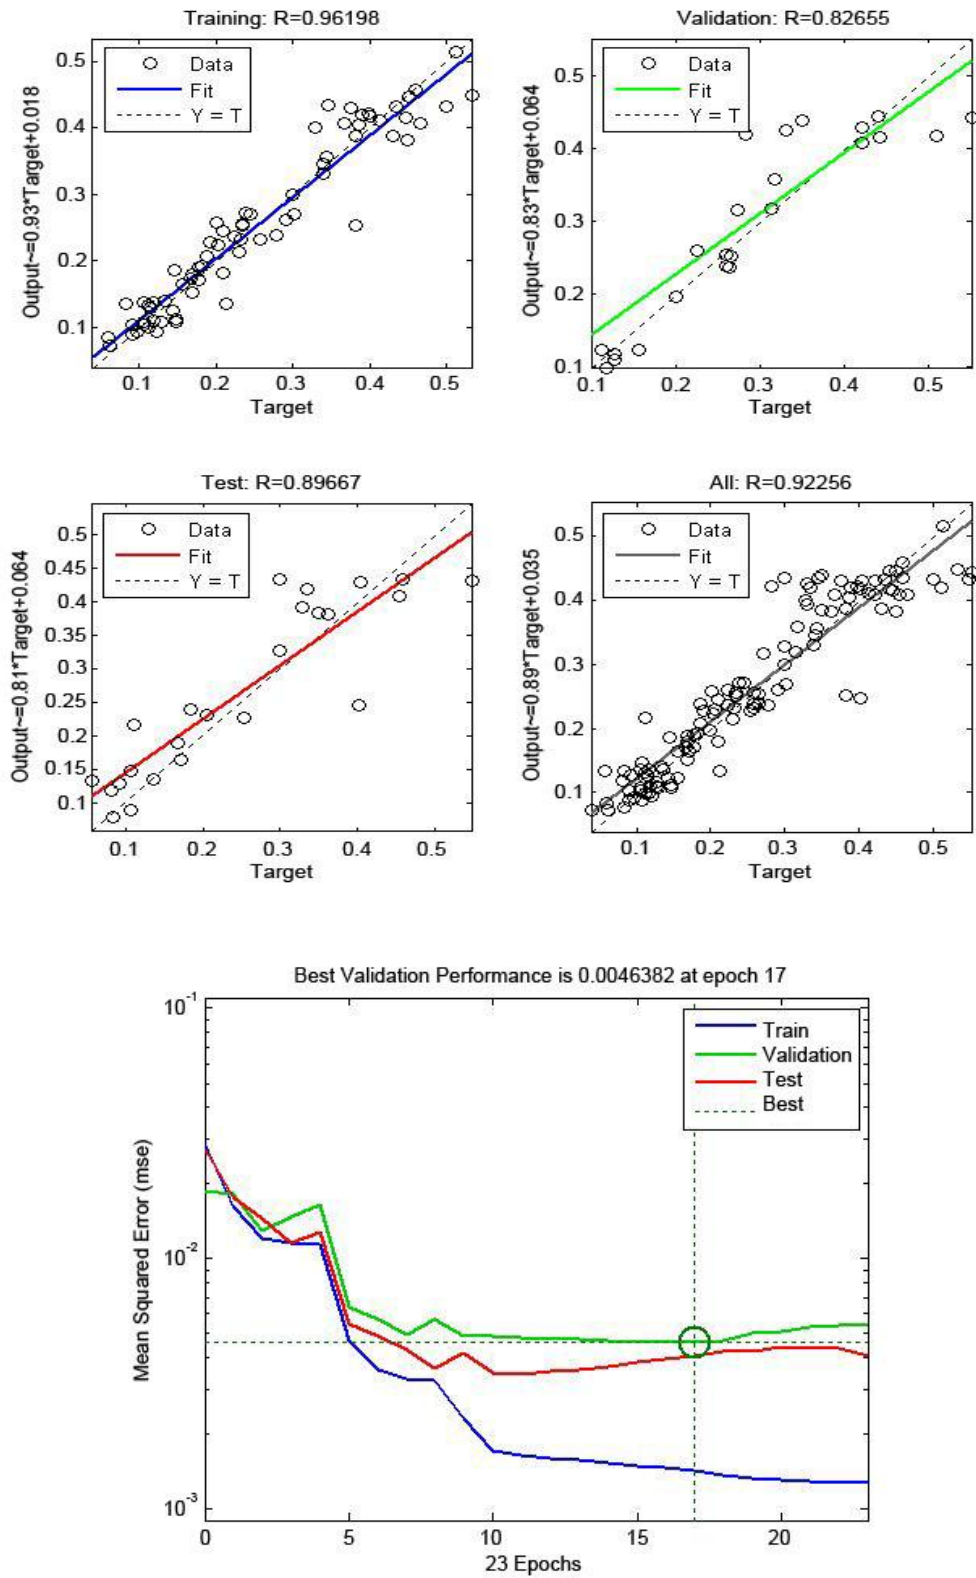 Training: R=0.96198
Output~=0.93*Target+0.018
0.5
0.4
0.3
0.2
0.1
Data
Fit
Y = T
0.1 0.2 0.3 0.4 0.5
Target
Validation: R=0.82655
Output~=0.83*Target+0.064
0.5
0.4
0.3
0.2
0.1
Data
Fit
Y = T
0.1 0.2 0.3 0.4 0.5
Target
Test: R=0.89667
Output~=0.81*Target+0.064
0.5
0.45
0.4
0.35
0.3
0.25
0.2
0.15
0.1
Data
Fit
Y = T
0.1 0.2 0.3 0.4 0.5
Target
All: R=0.92256
Output~=0.89*Target+0.035
0.5
0.4
0.3
0.2
0.1
Data
Fit
Y = T
0.1 0.2 0.3 0.4 0.5
Target
Best Validation Performance is 0.0046382 at epoch 17
Mean Squared Error (mse)
10-1
10-2
10-3
Train
Validation
Test
Best
0 5 10 15 20
23 Epochs